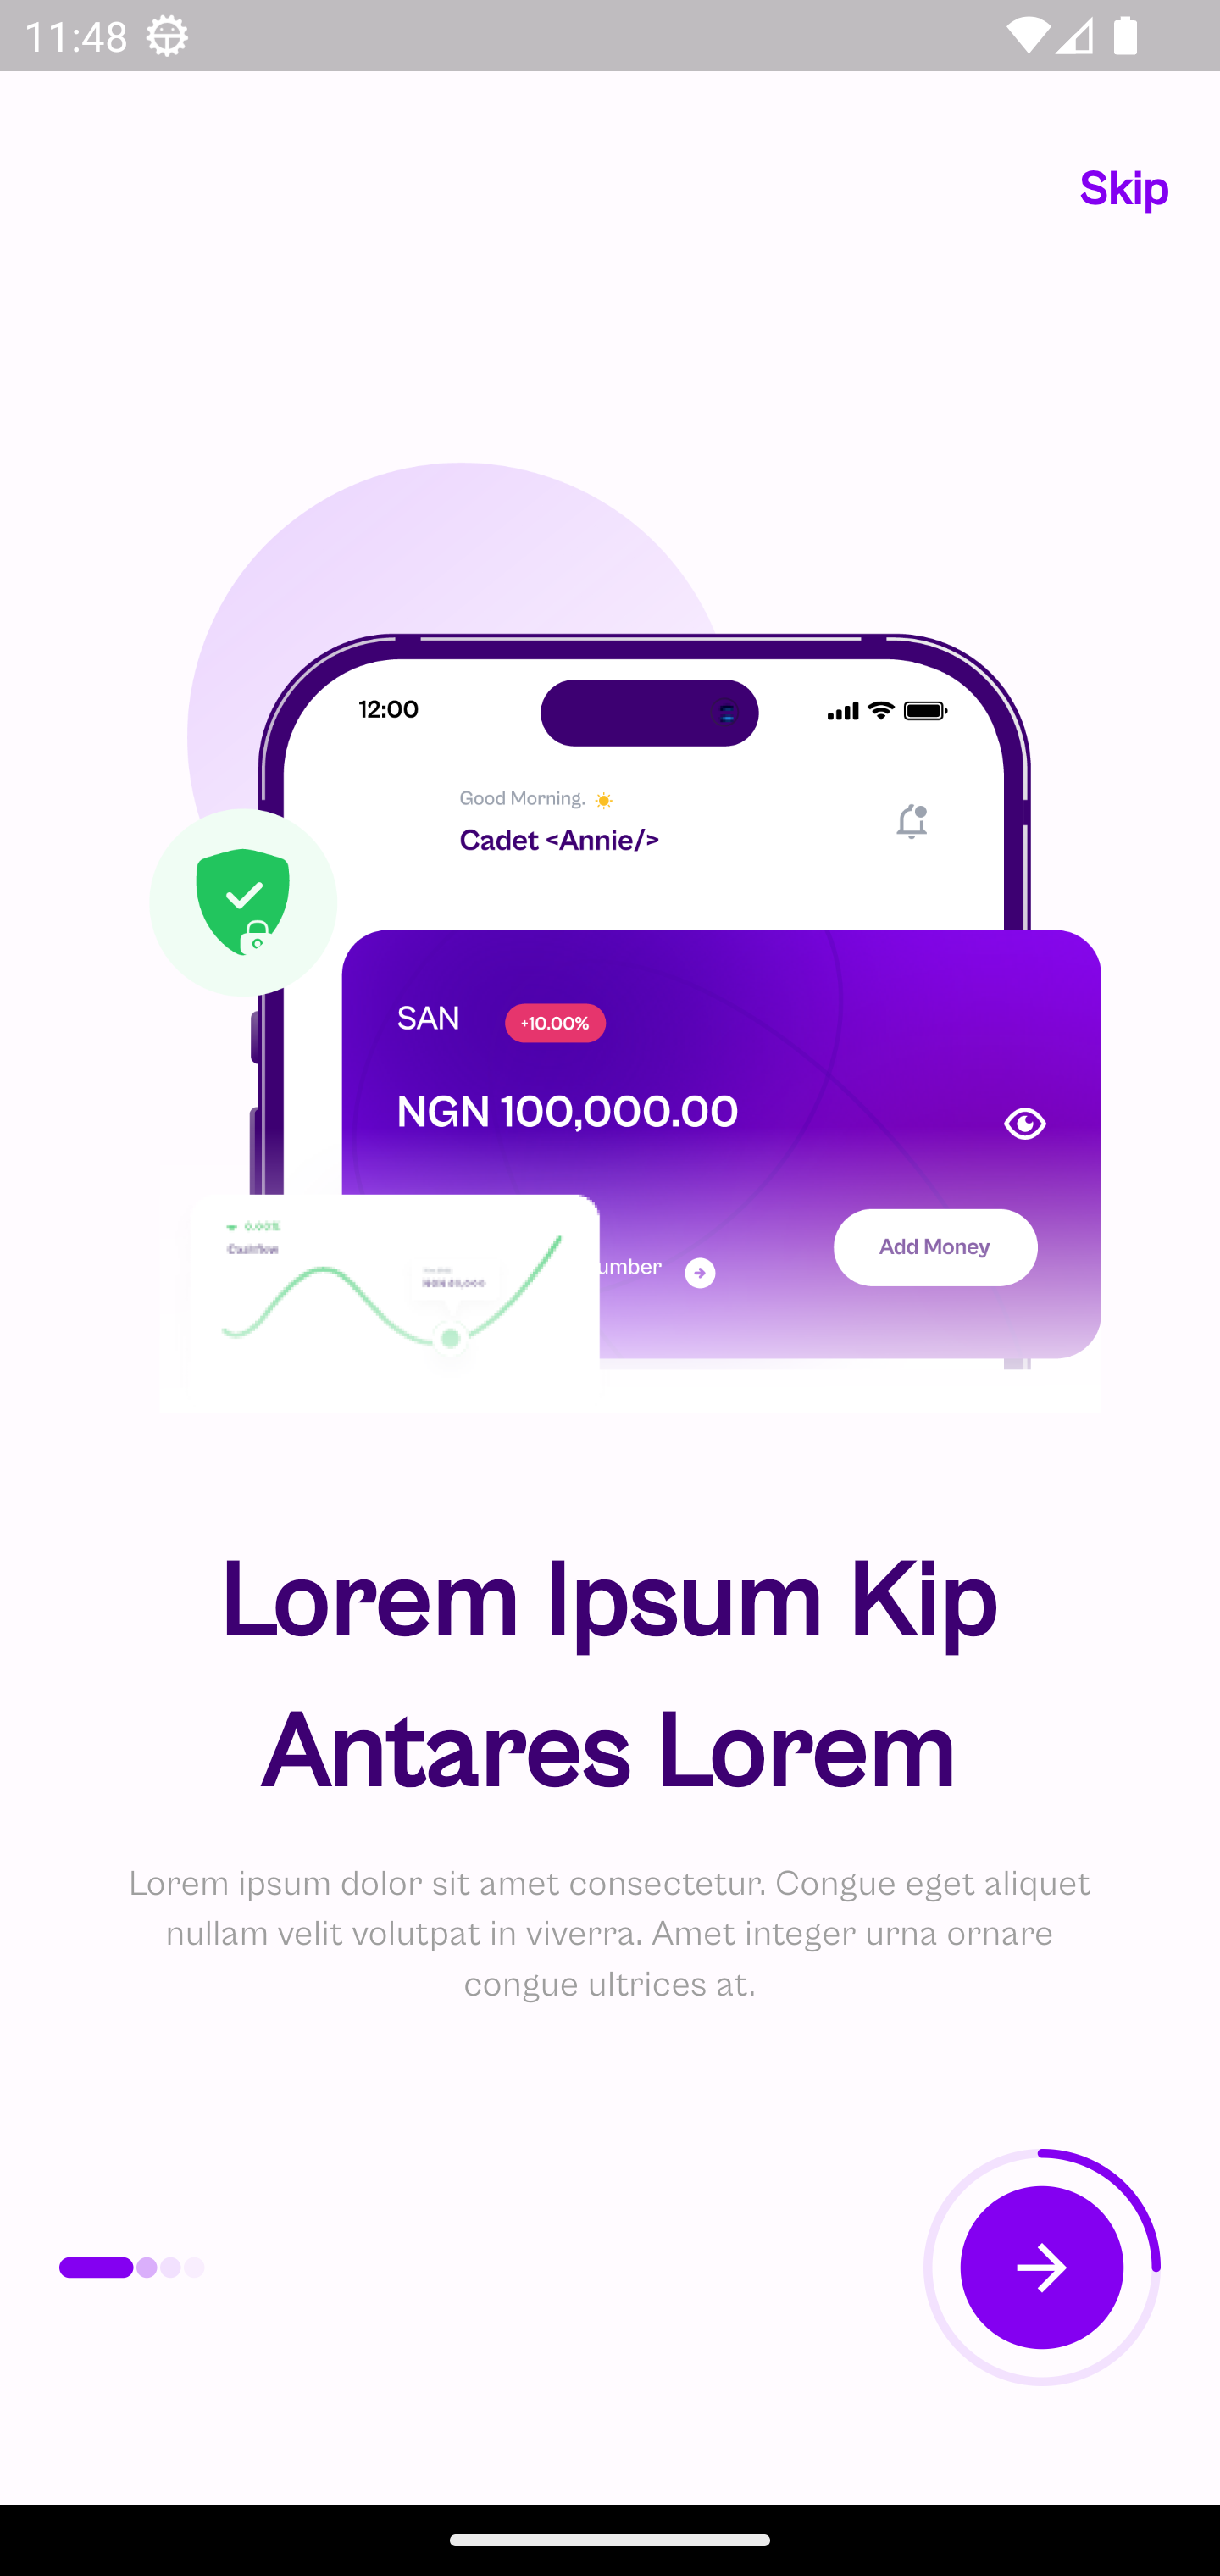 11:48
Skip
12:00
Good Morning.
Cadet <Annie/>
SAN
+10.00%
NGN 100,000.00
umber
Add Money
0.00%
Cashflow
Lorem Ipsum Kip
Antares Lorem
Lorem ipsum dolor sit amet consectetur. Congue eget aliquet
nullam velit volutpat in viverra. Amet integer urna ornare
congue ultrices at.